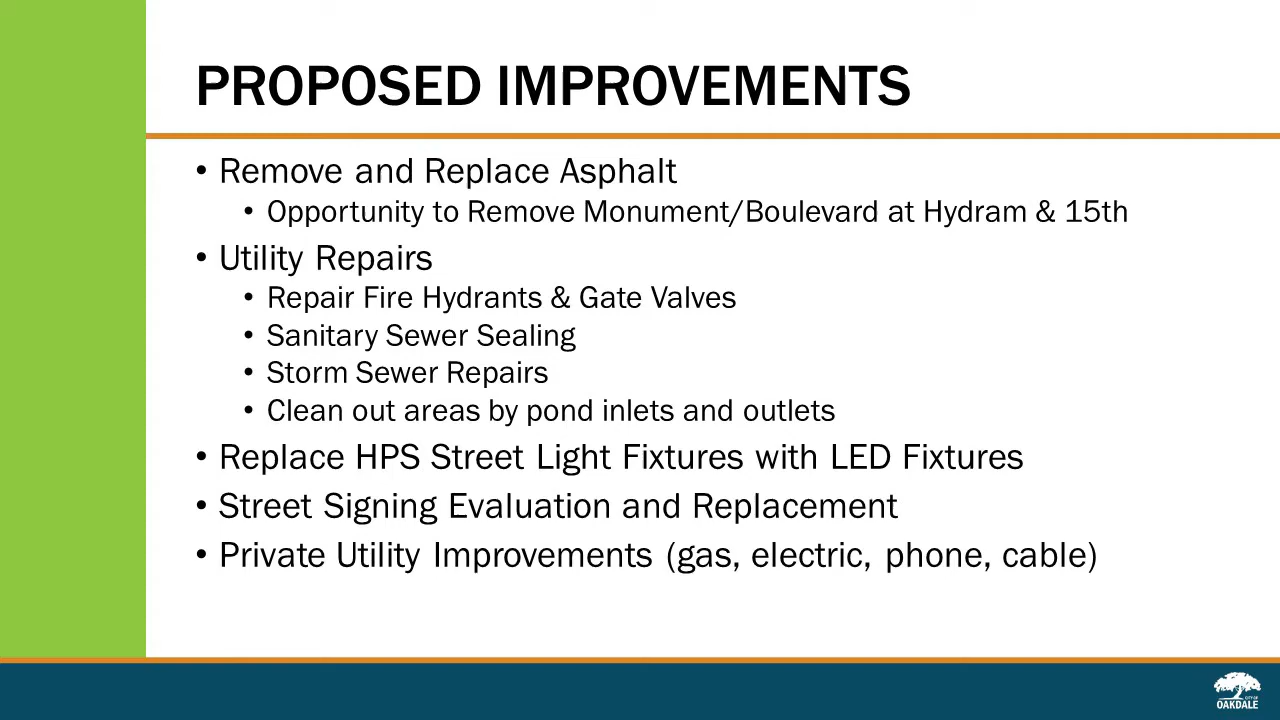 PROPOSED IMPROVEMENTS
• Remove and Replace Asphalt
• Opportunity to Remove Monument/Boulevard at Hydram & 15th
• Utility Repairs
• Repair Fire Hydrants & Gate Valves
• Sanitary Sewer Sealing
• Storm Sewer Repairs
• Clean out areas by pond inlets and outlets
• Replace HPS Street Light Fixtures with LED Fixtures
• Street Signing Evaluation and Replacement
• Private Utility Improvements (gas, electric, phone, cable)
CITY OF
OAKDALE